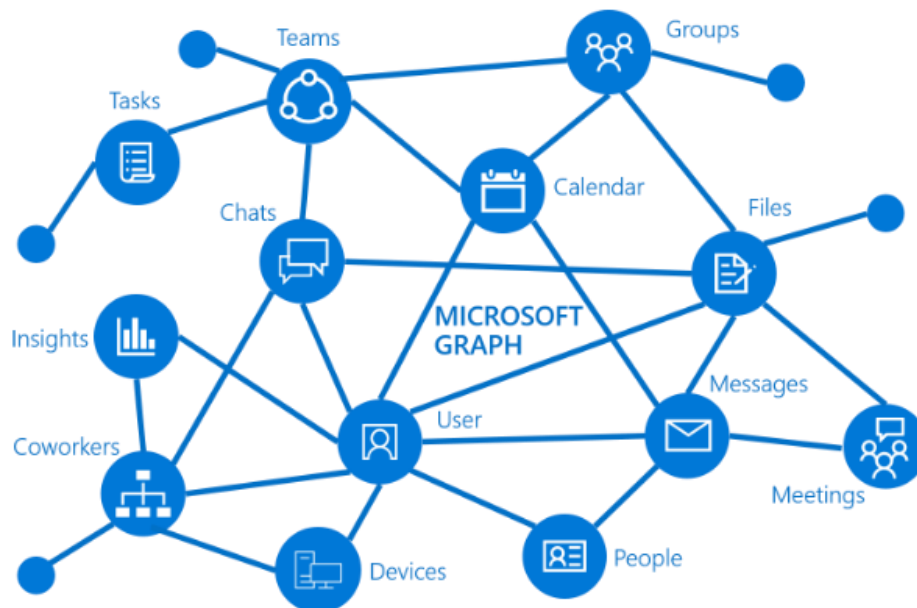 Teams
Groups
Tasks
Calendar
Chats
Files
MICROSOFT
GRAPH
Insights
Messages
User
Coworkers
Meetings
People
Devices